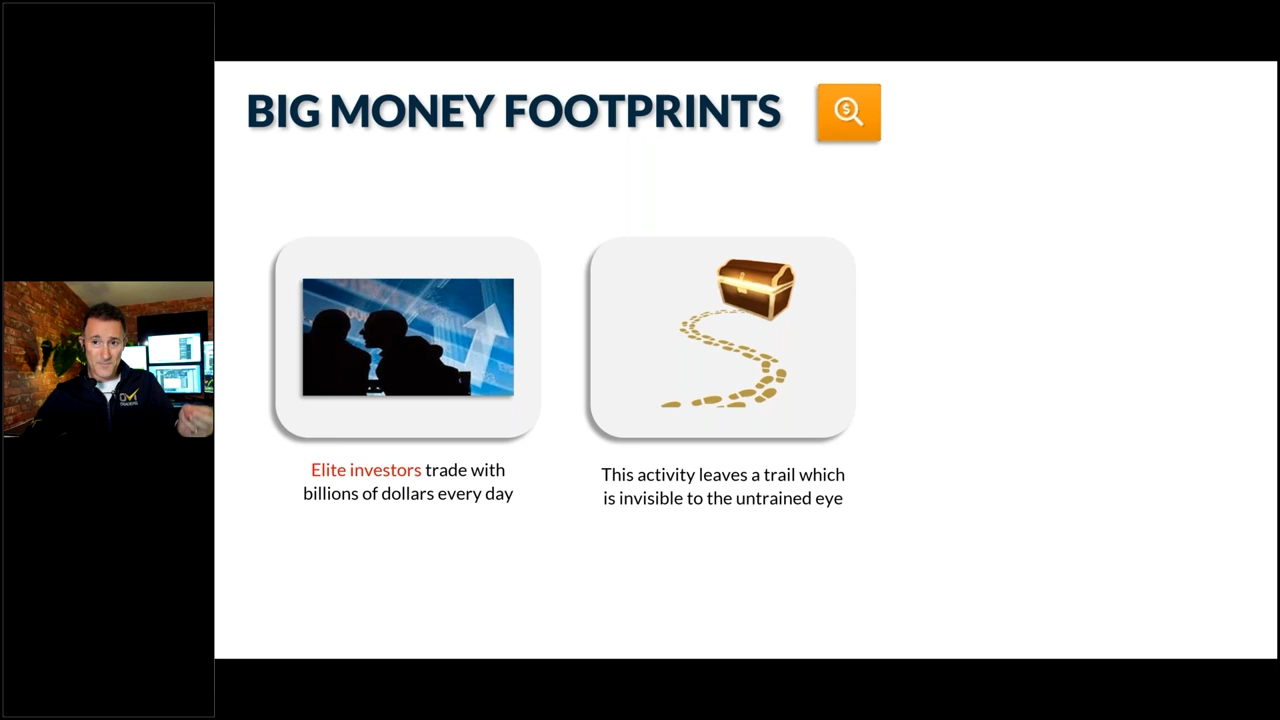 BIG MONEY FOOTPRINTS
Elite investors trade with
billions of dollars every day
This activity leaves a trail which
is invisible to the untrained eye